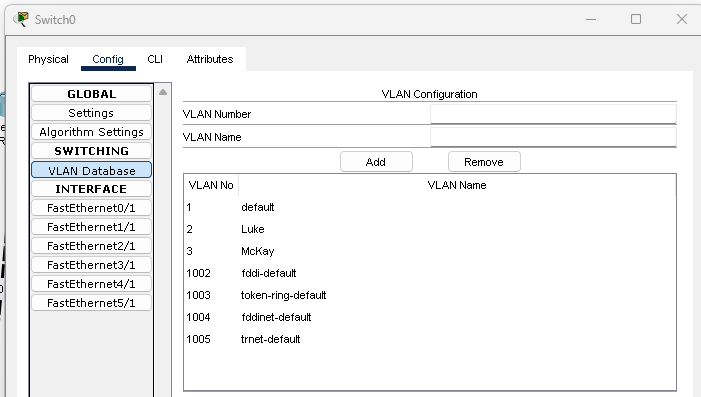 Switch0
Physical Config CLI Attributes
GLOBAL
Settings
Algorithm Settings
SWITCHING
VLAN Database
INTERFACE
FastEthernet0/1
FastEthernet1/1
FastEthernet2/1
FastEthernet3/1
FastEthernet4/1
FastEthernet5/1
VLAN Configuration
VLAN Number
VLAN Name
Add Remove
VLAN No VLAN Name
1 default
2 Luke
3 McKay
1002 fddi-default
1003 token-ring-default
1004 fddinet-default
1005 trnet-default